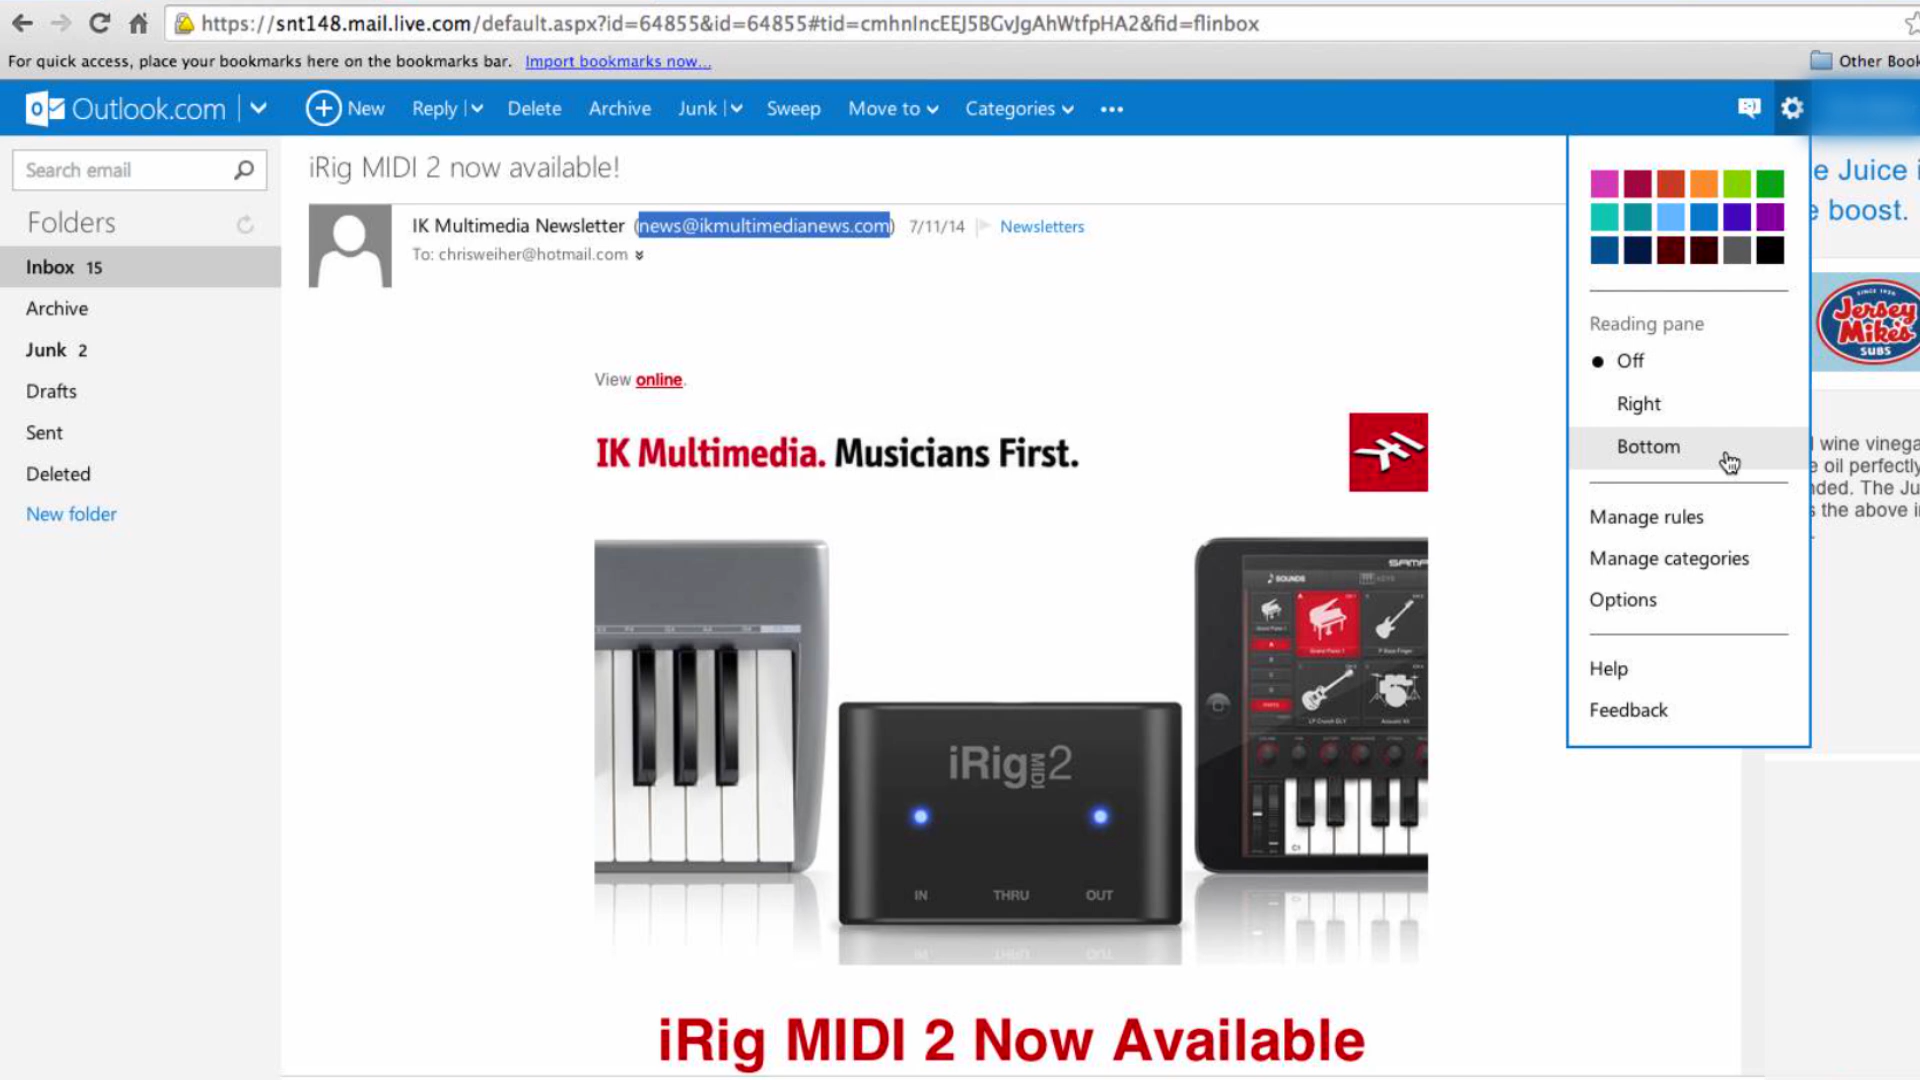 https://snt148.mail.live.com/default.aspx?id=64855&id=64855#tid=cmhnIncEEJ5BGvJgAhWtfpHA2&fid=flinbox
For quick access, place your bookmarks here on the bookmarks bar. Import bookmarks now...
Other Book
Outlook.com
New Reply Delete Archive Junk Sweep Move to Categories
Search email
Folders
Inbox 15
Archive
Junk 2
Drafts
Sent
Deleted
New folder
iRig MIDI 2 now available!
IK Multimedia Newsletter (news@ikmultimedianews.com) 7/11/14 Newsletters
To: chrisweiher@hotmail.com
View online.
IK Multimedia. Musicians First.
SOUNDS
iRig MIDI 2
IN THRU OUT
iRig MIDI 2 Now Available
Reading pane
Off
Right
Bottom
Manage rules
Manage categories
Options
Help
Feedback
e Juice i
boost.
SINCE 1956
Jersey
Mike's
SUBS
wine vinega
e oil perfectly
nded. The Ju
s the above i